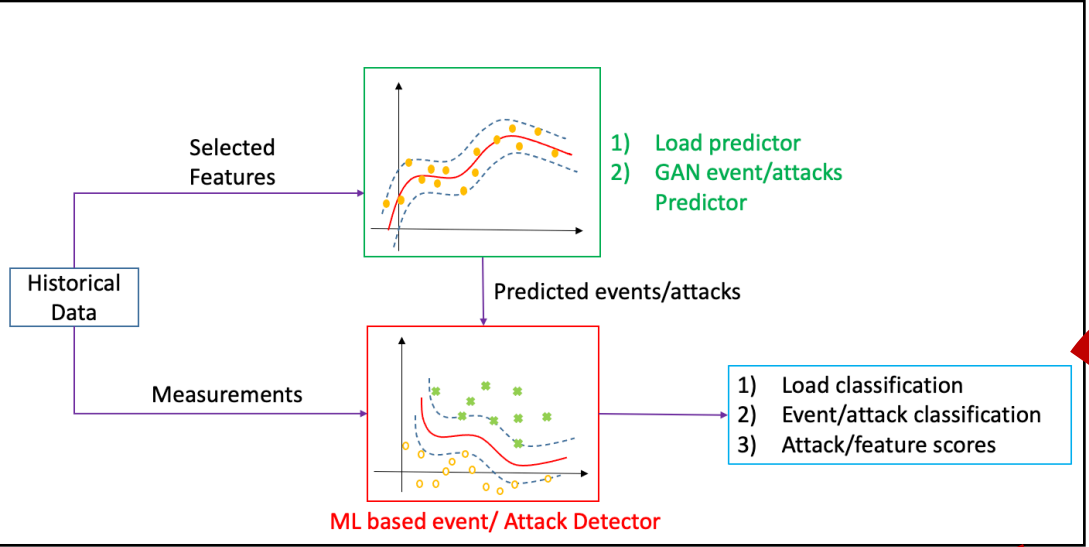 Selected
Features
1) Load predictor
2) GAN event/attacks
Predictor
Historical
Data
Predicted events/attacks
Measurements
1) Load classification
2) Event/attack classification
3) Attack/feature scores
ML based event/ Attack Detector